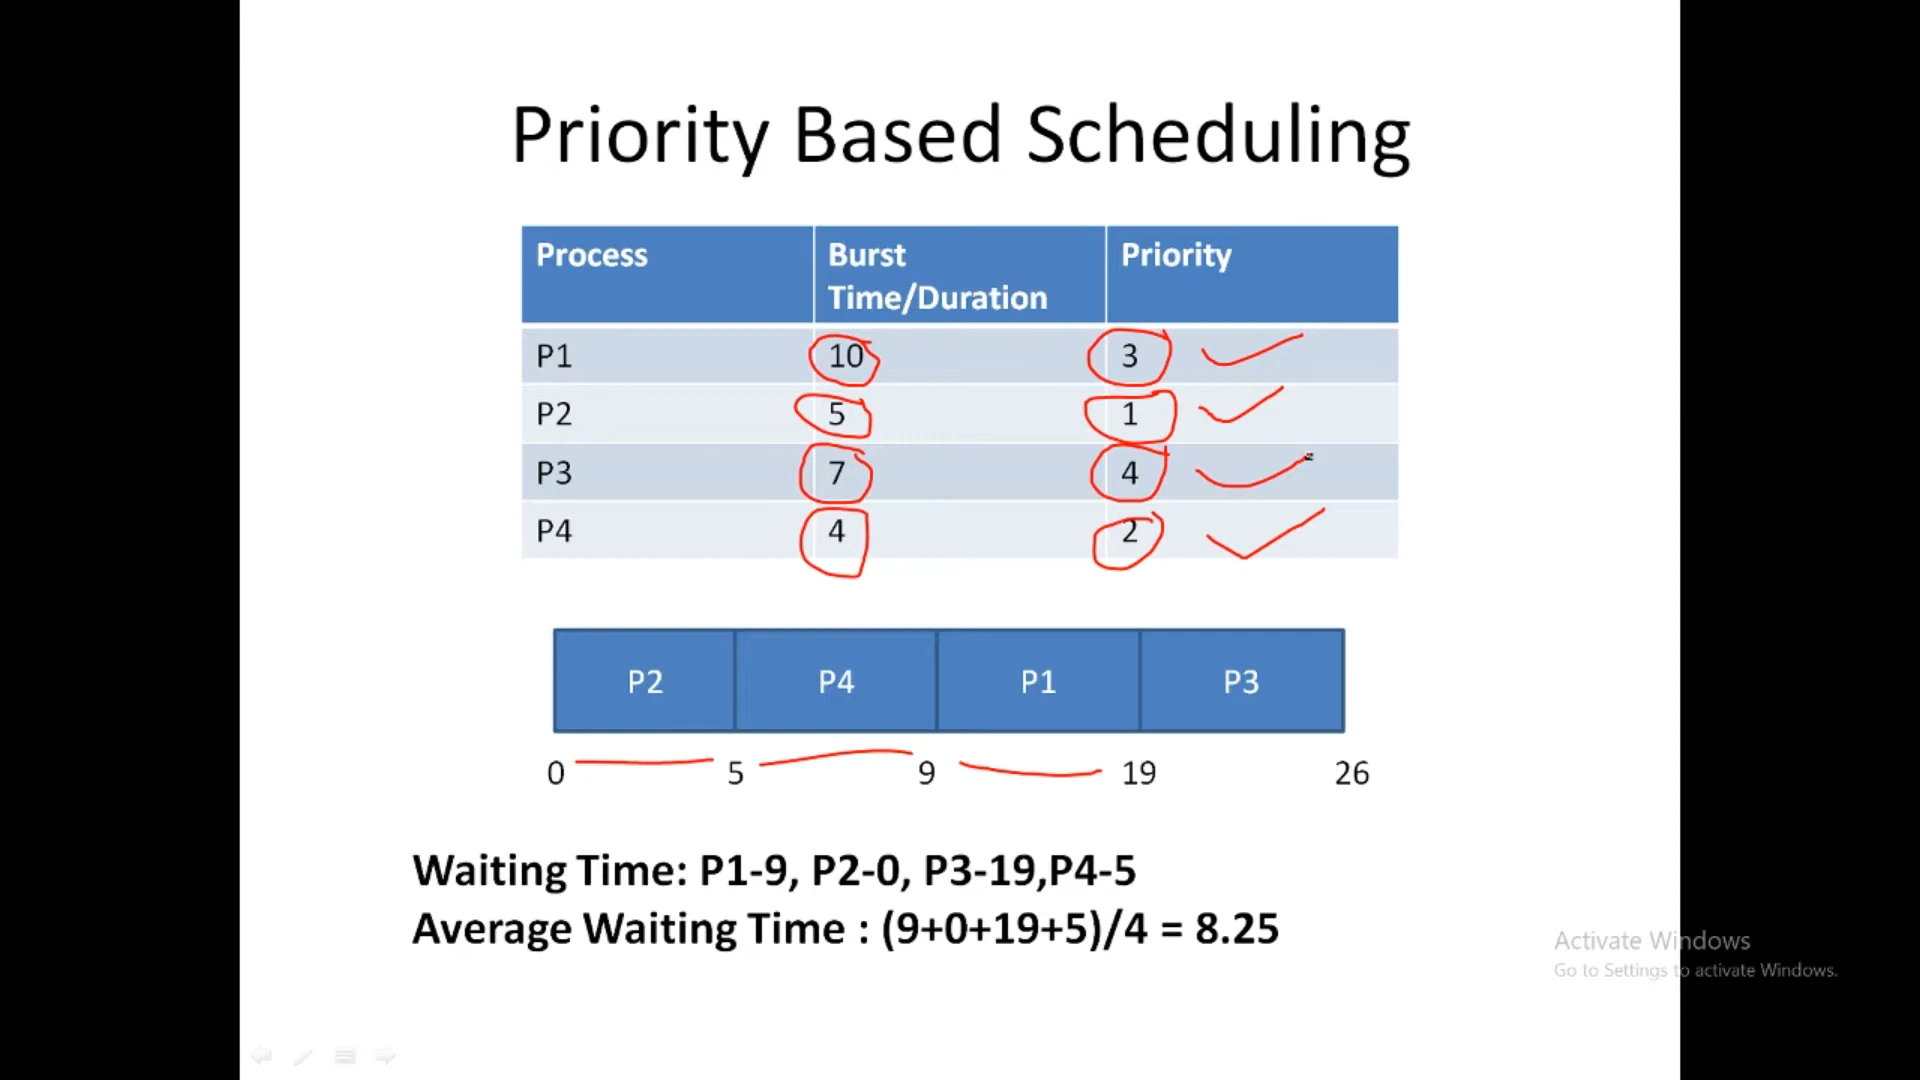 Priority Based Scheduling
Process Burst Time/Duration Priority
P1 10 3
P2 5 1
P3 7 4
P4 4 2
P2 P4 P1 P3
0 5 9 19 26
Waiting Time: P1-9, P2-0, P3-19,P4-5
Average Waiting Time : (9+0+19+5)/4 = 8.25
Activate Windows
Go to Settings to activate Windows.